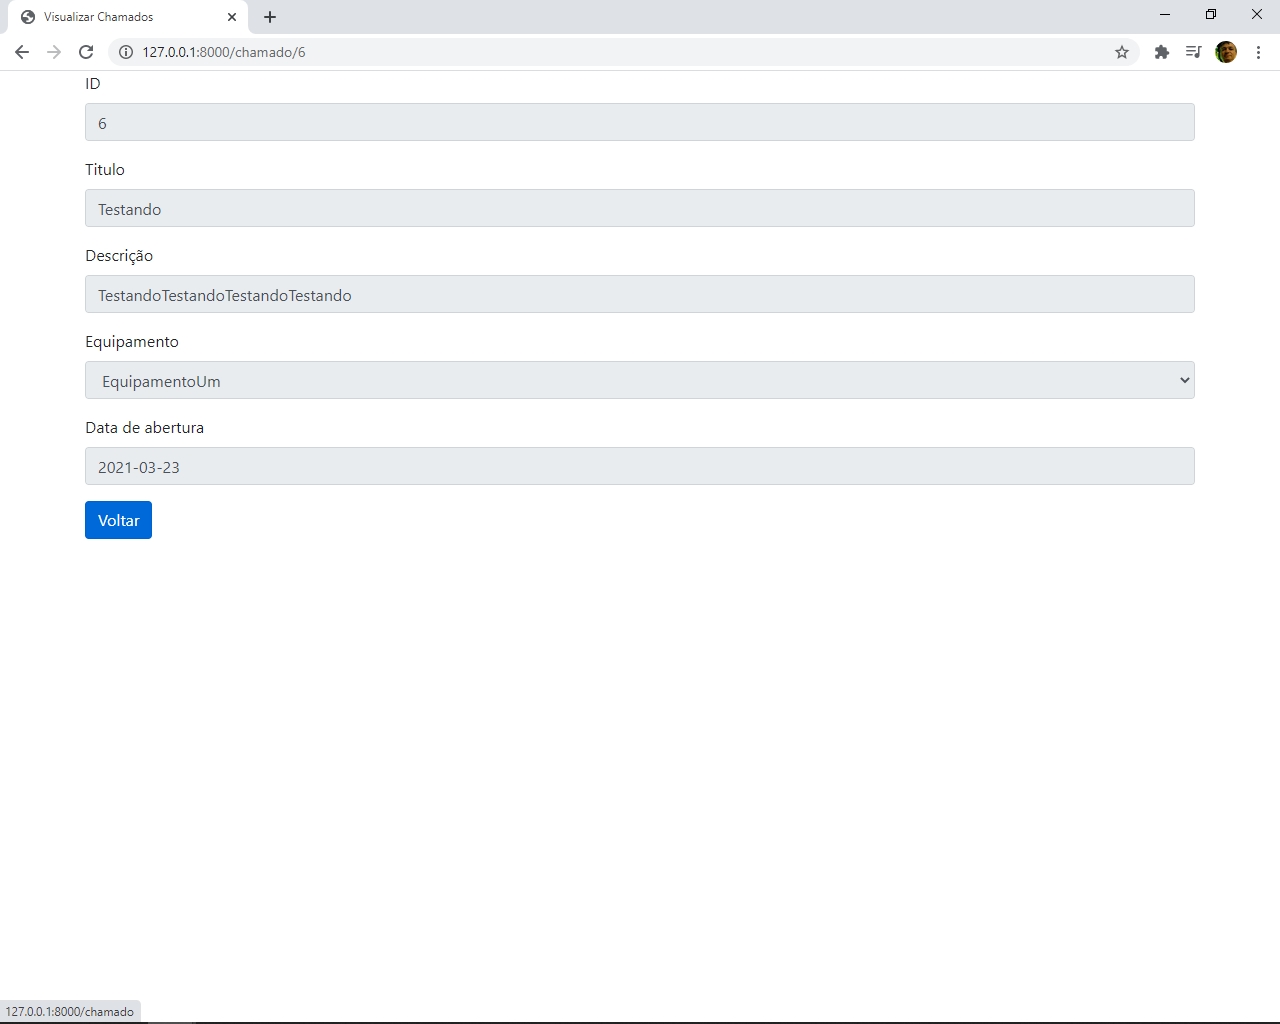 Visualizar Chamados
127.0.0.1:8000/chamado/6
ID
6
Titulo
Testando
Descrição
TestandoTestandoTestandoTestando
Equipamento
EquipamentoUm
Data de abertura
2021-03-23
Voltar
127.0.0.1:8000/chamado